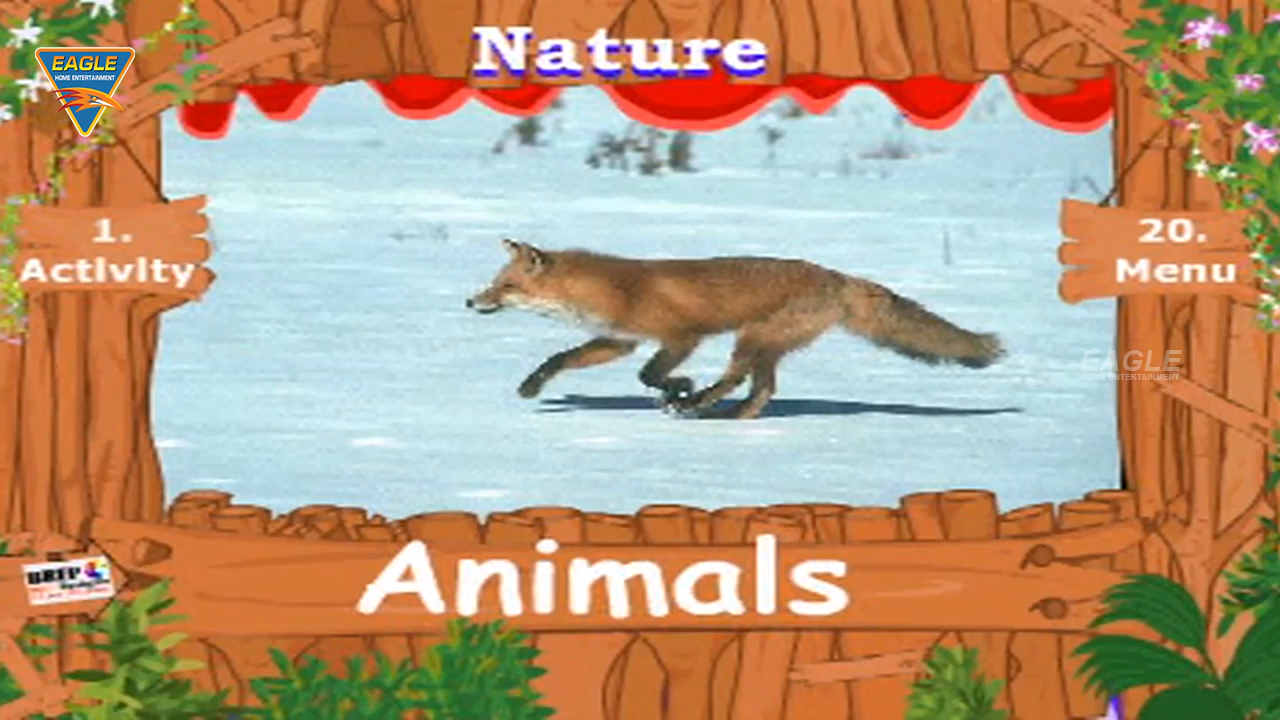 Nature
EAGLE
HOME ENTERTAINMENT
1.
Activity
20.
Menu
EAGLE
HOME ENTERTAINMENT
Animals